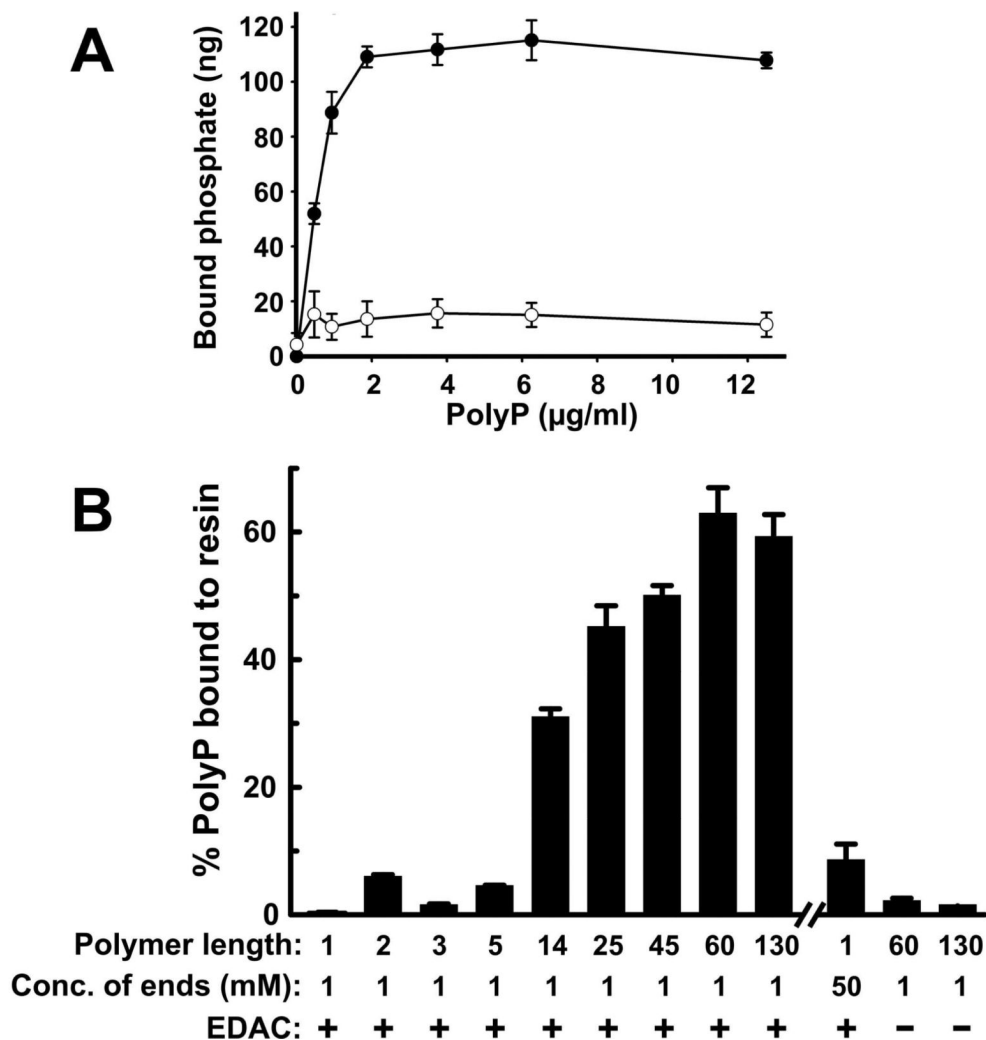 A
Bound phosphate (ng)
120
100
80
60
40
20
0
0 2 4 6 8 10 12
PolyP (µg/ml)
B
% PolyP bound to resin
60
40
20
0
Polymer length: 1 2 3 5 14 25 45 60 130 1 60 130
Conc. of ends (mM): 1 1 1 1 1 1 1 1 1 50 1 1
EDAC: + + + + + + + + + + – –